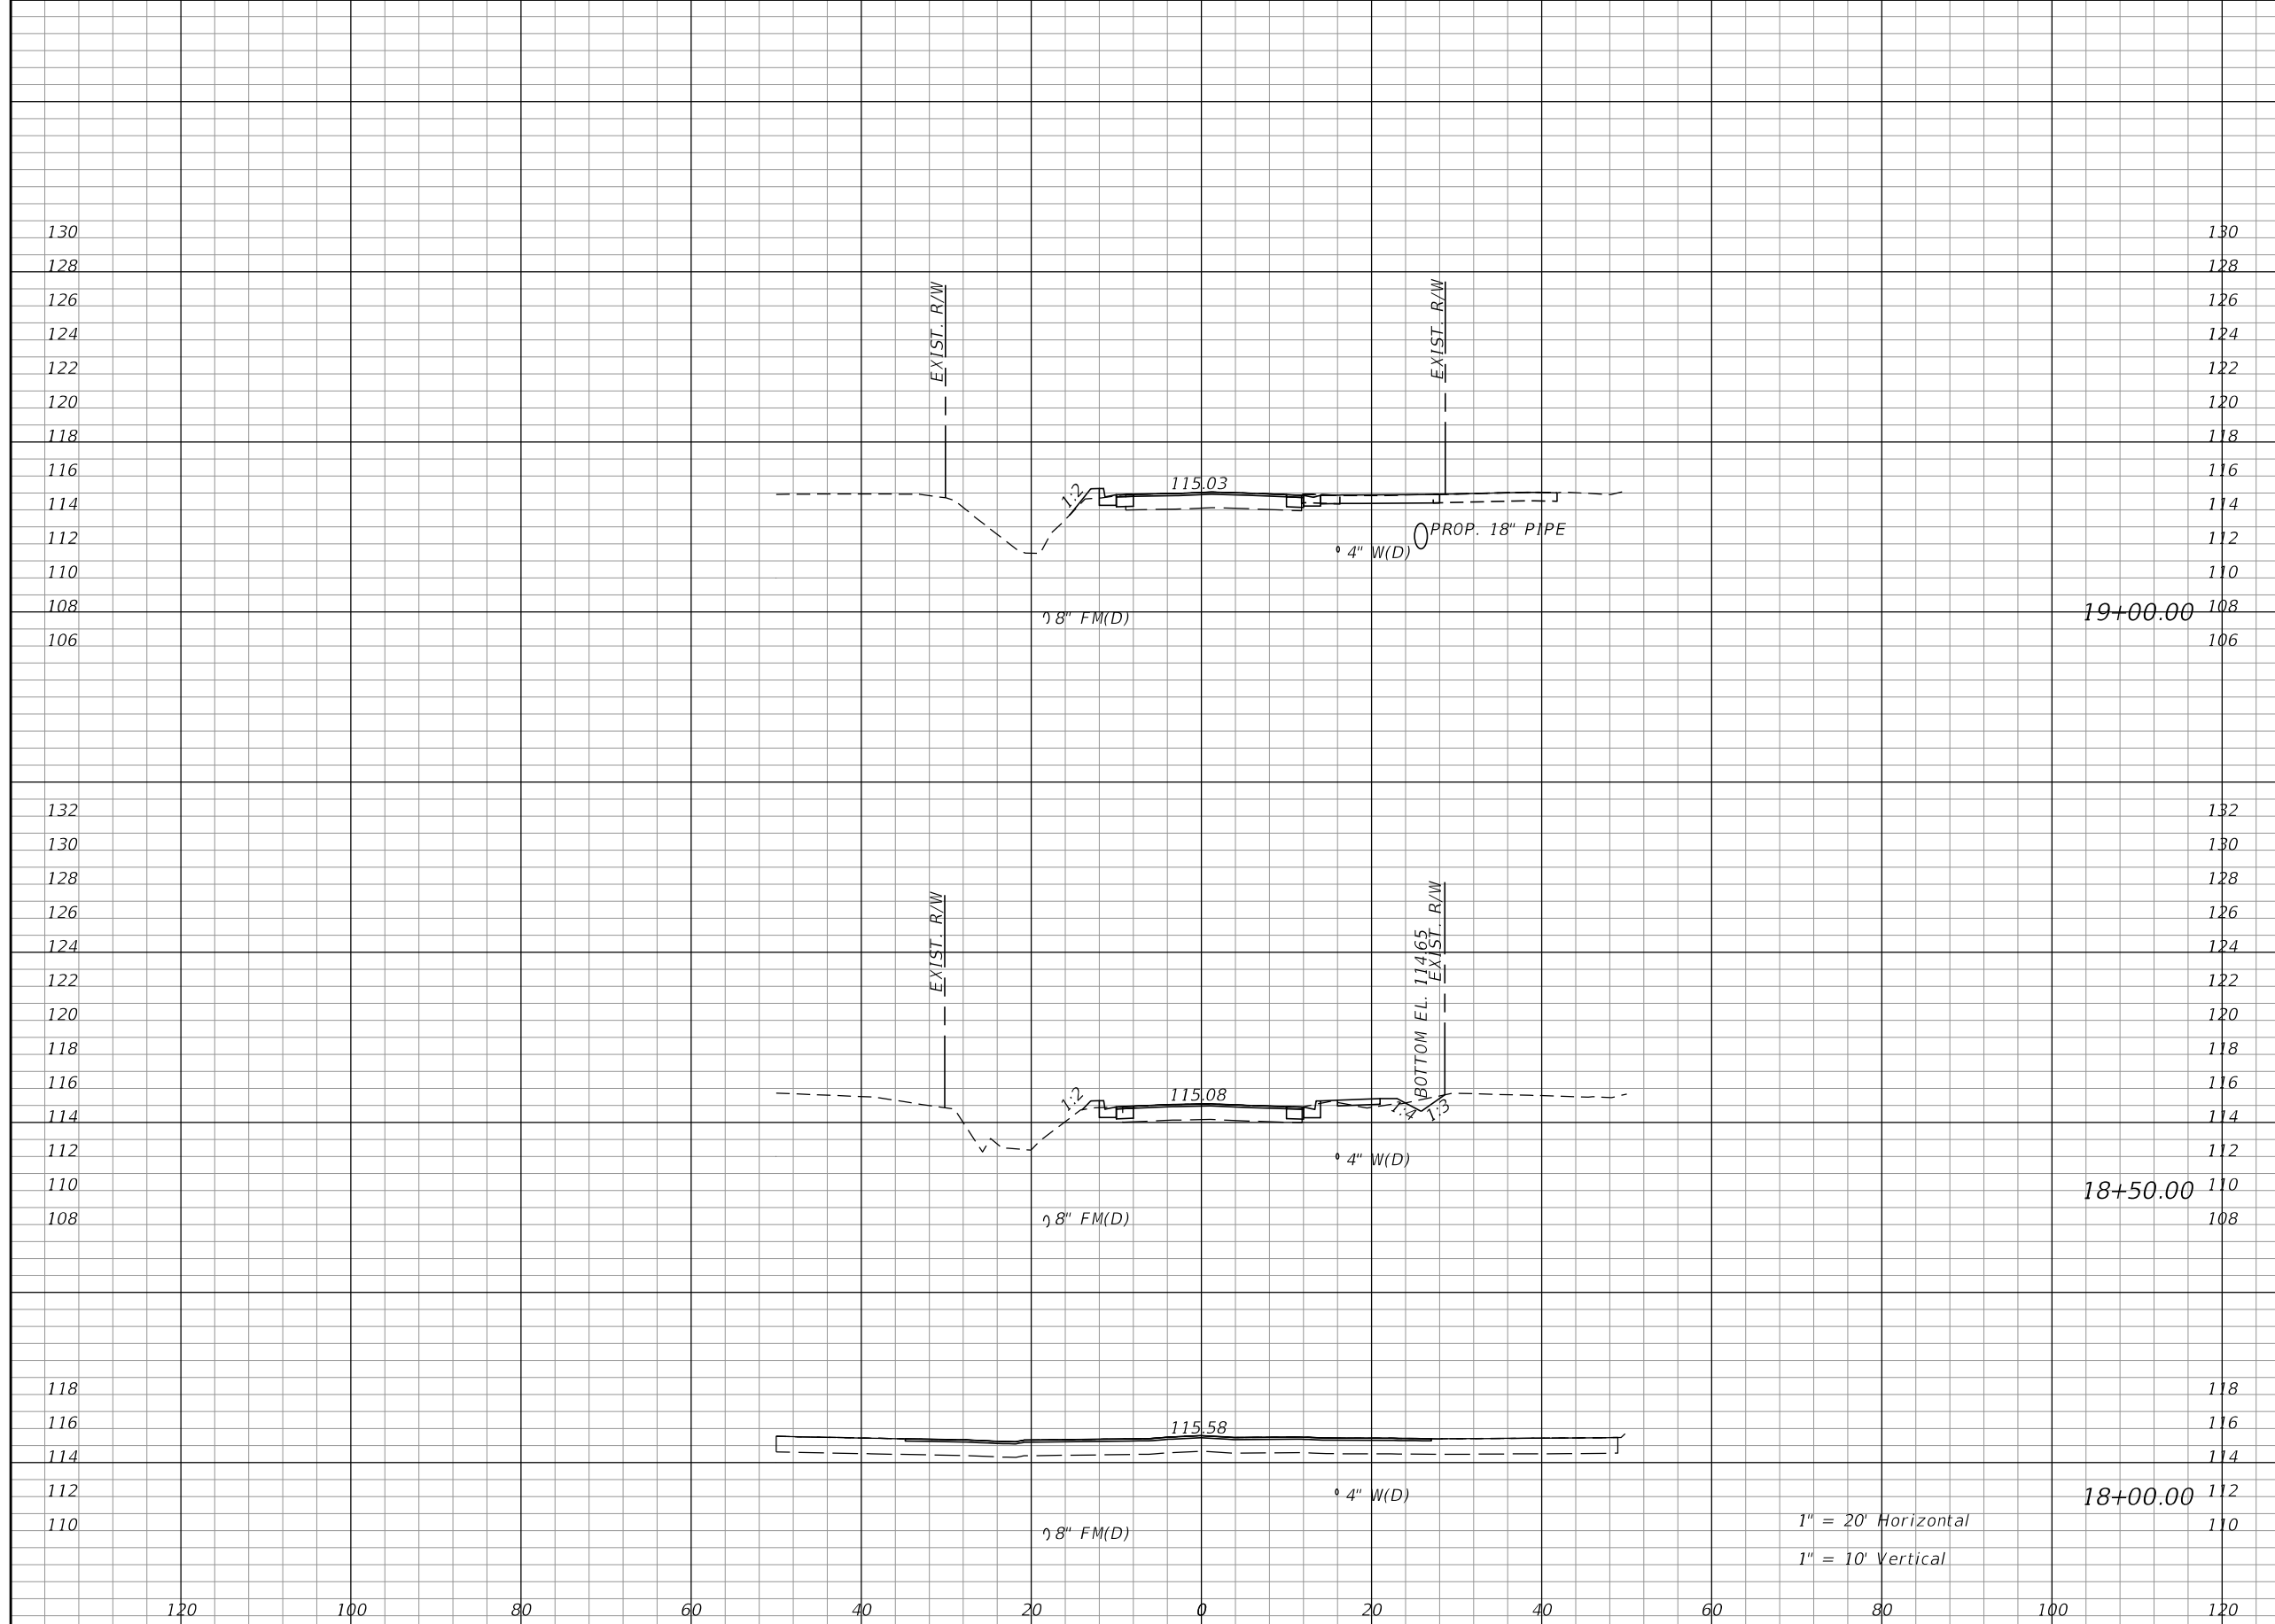 130 130
128 128
EXIST. R/W EXIST. R/W
126 126
124 124
122 122
120 120
118 118
116 116
1:2 115.03
114 114
PROP. 18" PIPE
112 112
4" W(D)
110 110
108 19+00.00 108
8" FM(D)
106 106
132 132
130 130
128 128
EXIST. R/W EXIST. R/W
126 126
BOTTOM EL. 114.65
124 124
122 122
120 120
118 118
116 116
1:2 115.08
1:4 1:3
114 114
112 112
4" W(D)
110 18+50.00 110
108 108
8" FM(D)
118 118
116 116
115.58
114 114
112 112
4" W(D) 18+00.00
1" = 20' Horizontal
110 110
8" FM(D)
1" = 10' Vertical
120 100 80 60 40 20 0 20 40 60 80 100 120